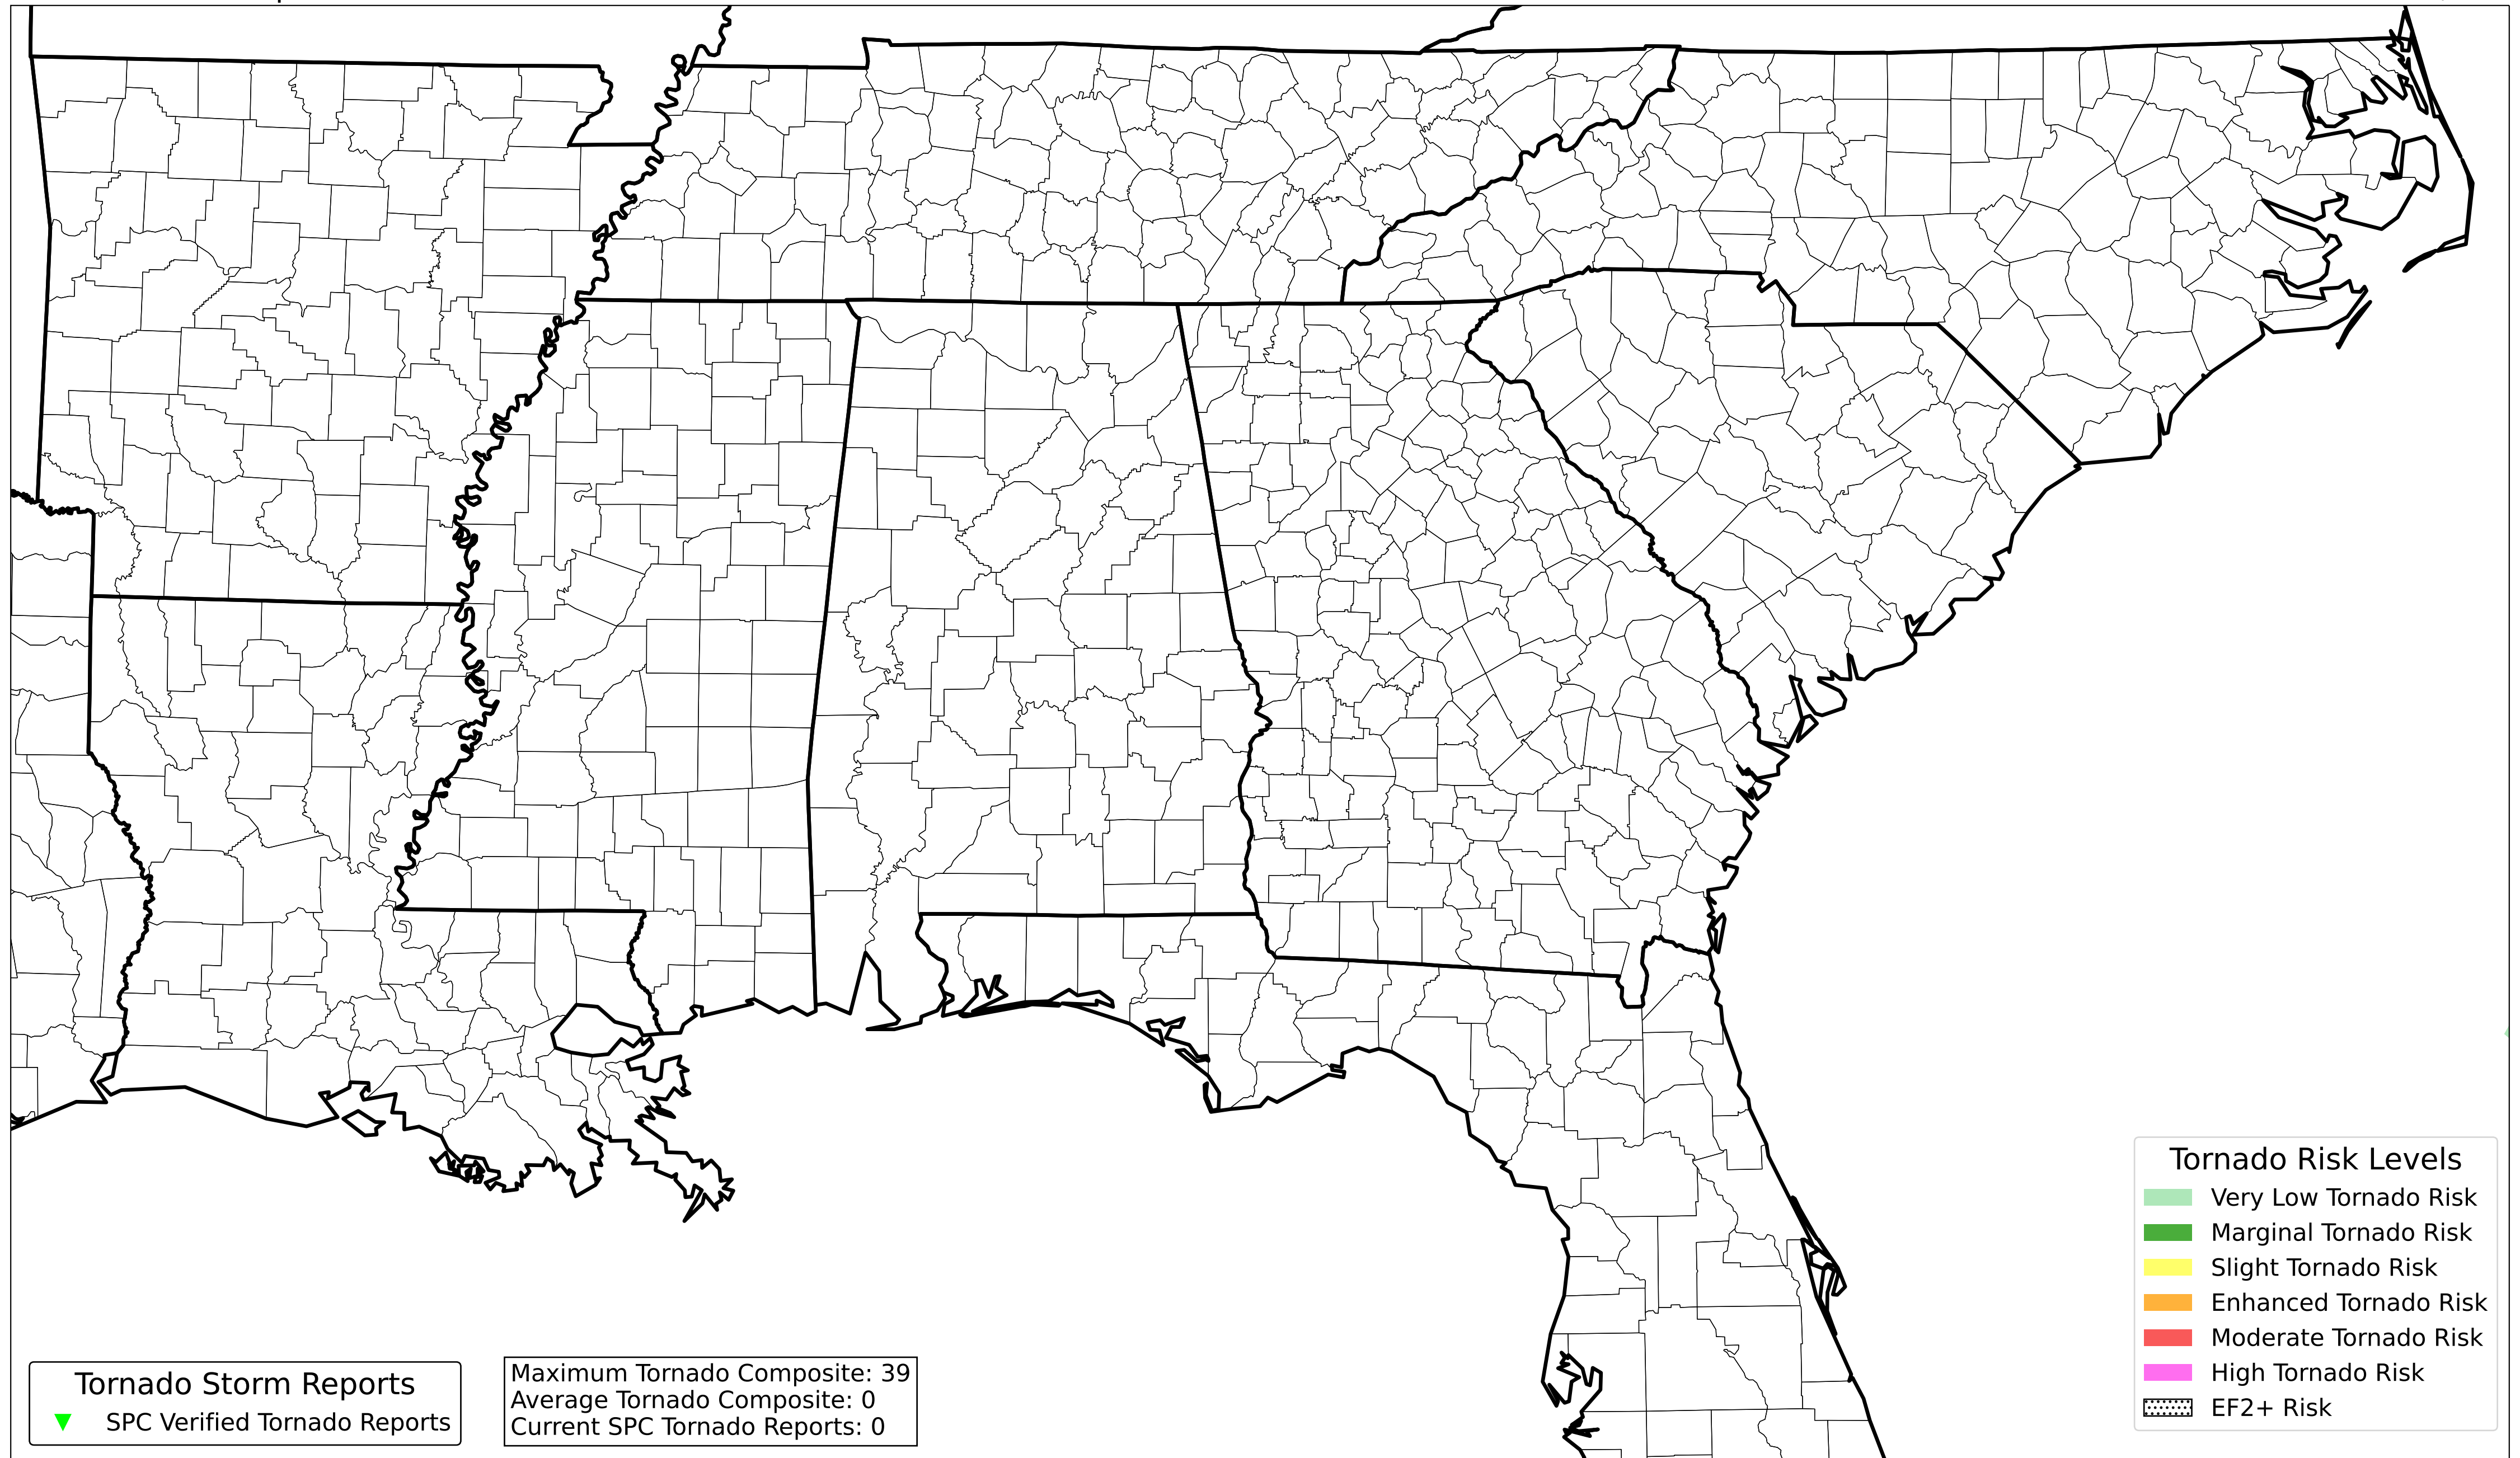 Tornado Risk Levels
Very Low Tornado Risk
Marginal Tornado Risk
Slight Tornado Risk
Enhanced Tornado Risk
Moderate Tornado Risk
High Tornado Risk
EF2+ Risk
Tornado Storm Reports
SPC Verified Tornado Reports
Maximum Tornado Composite: 39
Average Tornado Composite: 0
Current SPC Tornado Reports: 0